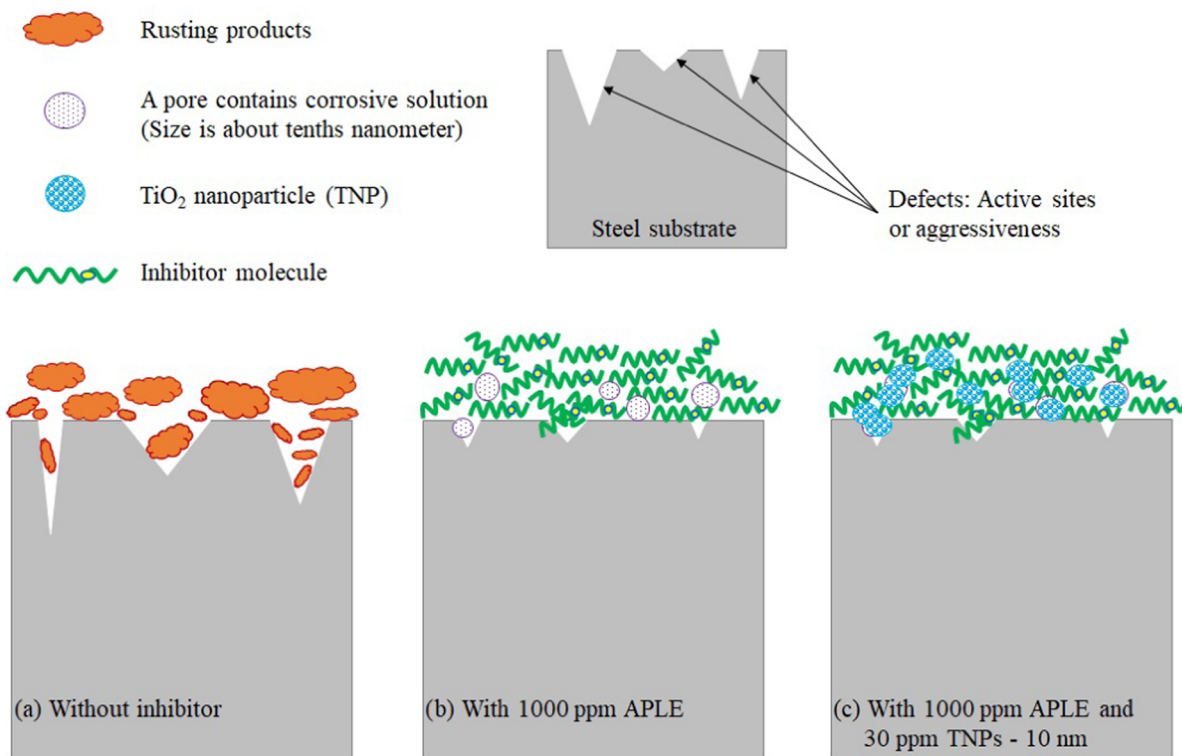 Rusting products
A pore contains corrosive solution
(Size is about tenths nanometer)
TiO₂ nanoparticle (TNP)
Inhibitor molecule
Steel substrate
Defects: Active sites
or aggressiveness
(a) Without inhibitor
(b) With 1000 ppm APLE
(c) With 1000 ppm APLE and
30 ppm TNPs - 10 nm